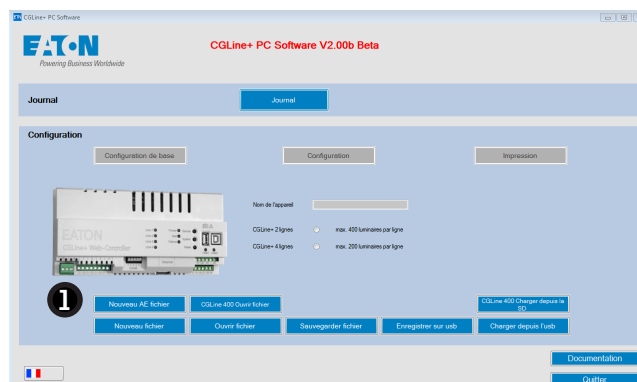 ETN CGLine+ PC Software
EATON
Powering Business Worldwide
CGLine+ PC Software V2.00b Beta
Journal
Journal
Configuration
Configuration de base
Configuration
Impression
EATON
CGLine+ Web-Controller
Nom de l'appareil
CGLine+ 2 lignes
max. 400 luminaires par ligne
CGLine+ 4 lignes
max. 200 luminaires par ligne
1
Nouveau AE fichier
CGLine 400 Ouvrir fichier
CGLine 400 Charger depuis la
SD
Nouveau fichier
Ouvrir fichier
Sauvegarder fichier
Enregistrer sur usb
Charger depuis l'usb
Documentation
Quitter